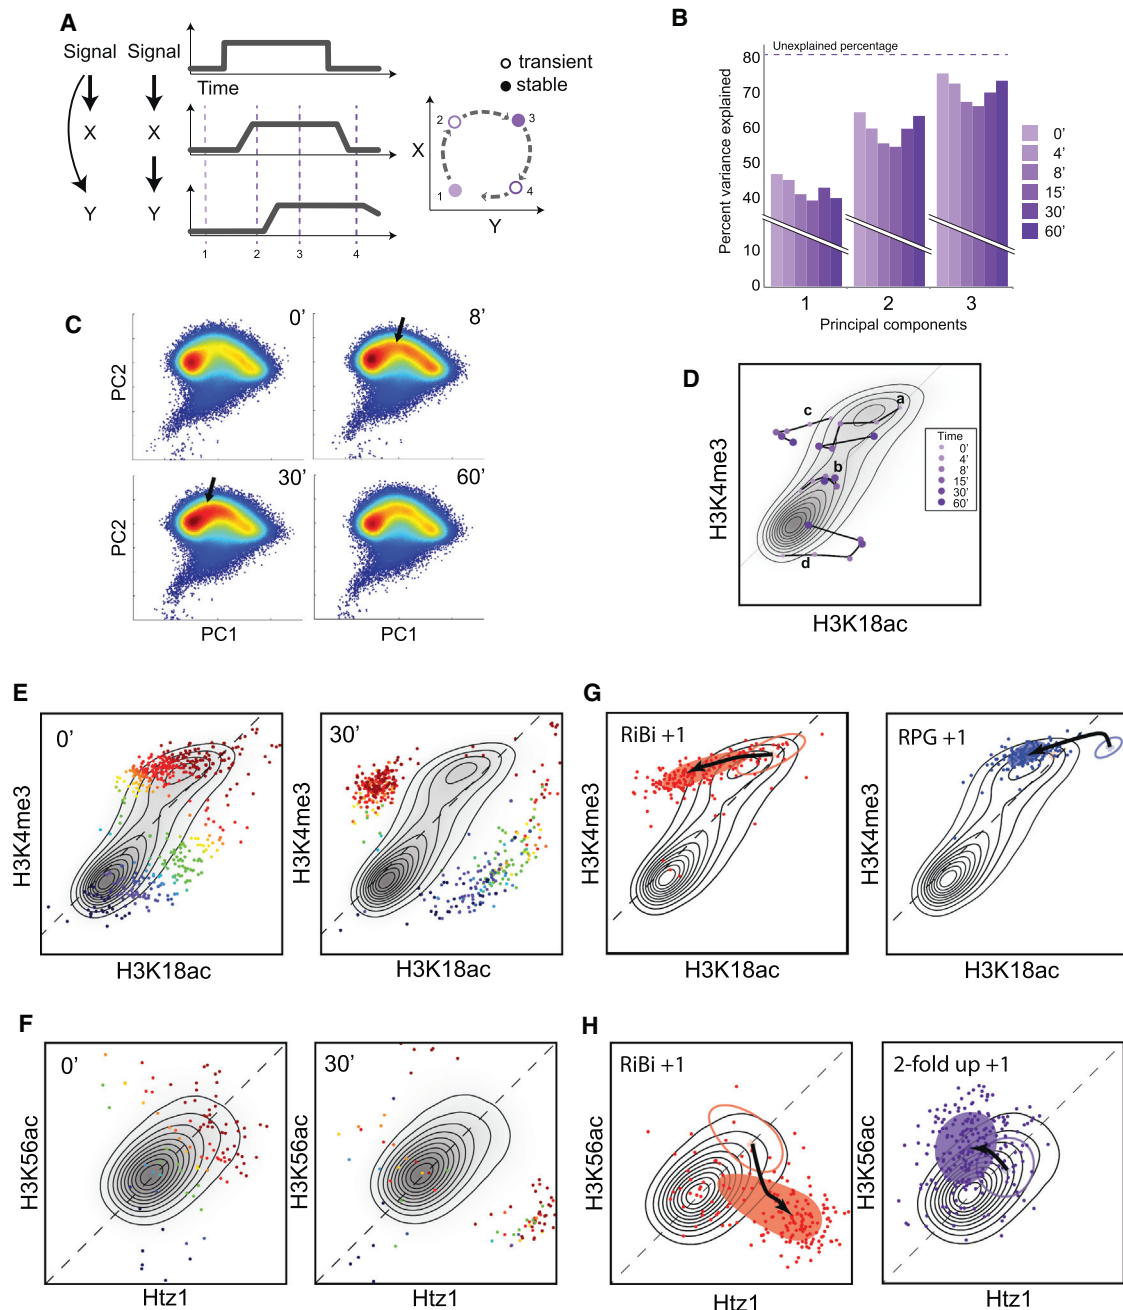 A
Signal
Signal
X
X
Y
Y
Time
1
2
3
4
transient
stable
X
Y
1
2
3
4
B
Unexplained percentage
Percent variance explained
80
70
60
50
40
10
0
1
2
3
Principal components
0'
4'
8'
15'
30'
60'
C
0'
8'
30'
60'
PC2
PC2
PC1
PC1
D
H3K4me3
H3K18ac
a
b
c
d
Time
0'
4'
8'
15'
30'
60'
E
0'
H3K4me3
H3K18ac
30'
H3K4me3
H3K18ac
G
RiBi +1
H3K4me3
H3K18ac
RPG +1
H3K4me3
H3K18ac
F
0'
H3K56ac
Htz1
30'
H3K56ac
Htz1
H
RiBi +1
H3K56ac
Htz1
2-fold up +1
H3K56ac
Htz1